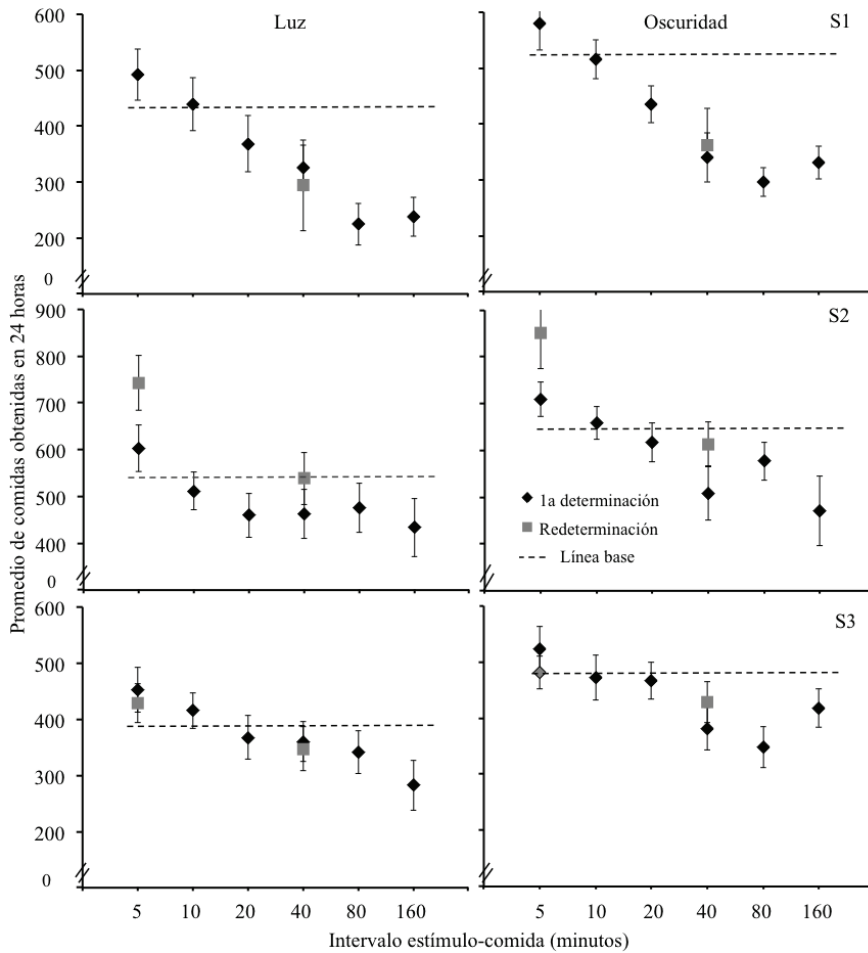 Luz
Oscuridad
S1
600
500
400
300
200
0
Promedio de comidas obtenidas en 24 horas
900
S2
800
700
600
500
400
0
1a determinación
Redeterminación
Línea base
600
S3
500
400
300
200
0
5 10 20 40 80 160
5 10 20 40 80 160
Intervalo estímulo-comida (minutos)